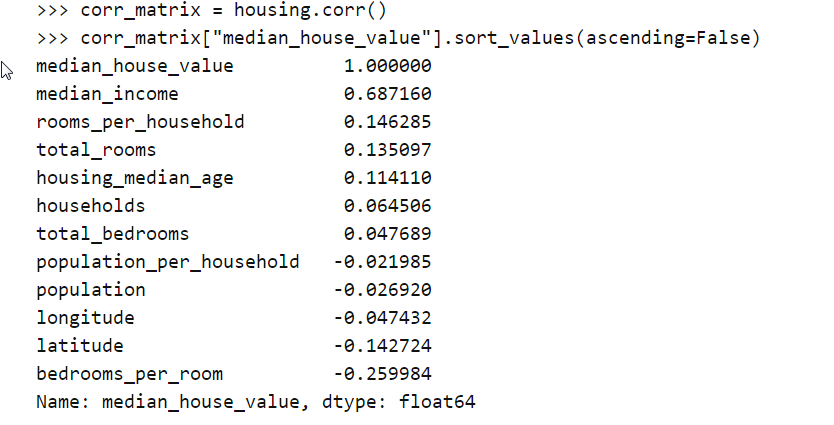 >>> corr_matrix = housing.corr()
>>> corr_matrix["median_house_value"].sort_values(ascending=False)
median_house_value          1.000000
median_income               0.687160
rooms_per_household         0.146285
total_rooms                 0.135097
housing_median_age          0.114110
households                  0.064506
total_bedrooms              0.047689
population_per_household   -0.021985
population                 -0.026920
longitude                  -0.047432
latitude                   -0.142724
bedrooms_per_room          -0.259984
Name: median_house_value, dtype: float64